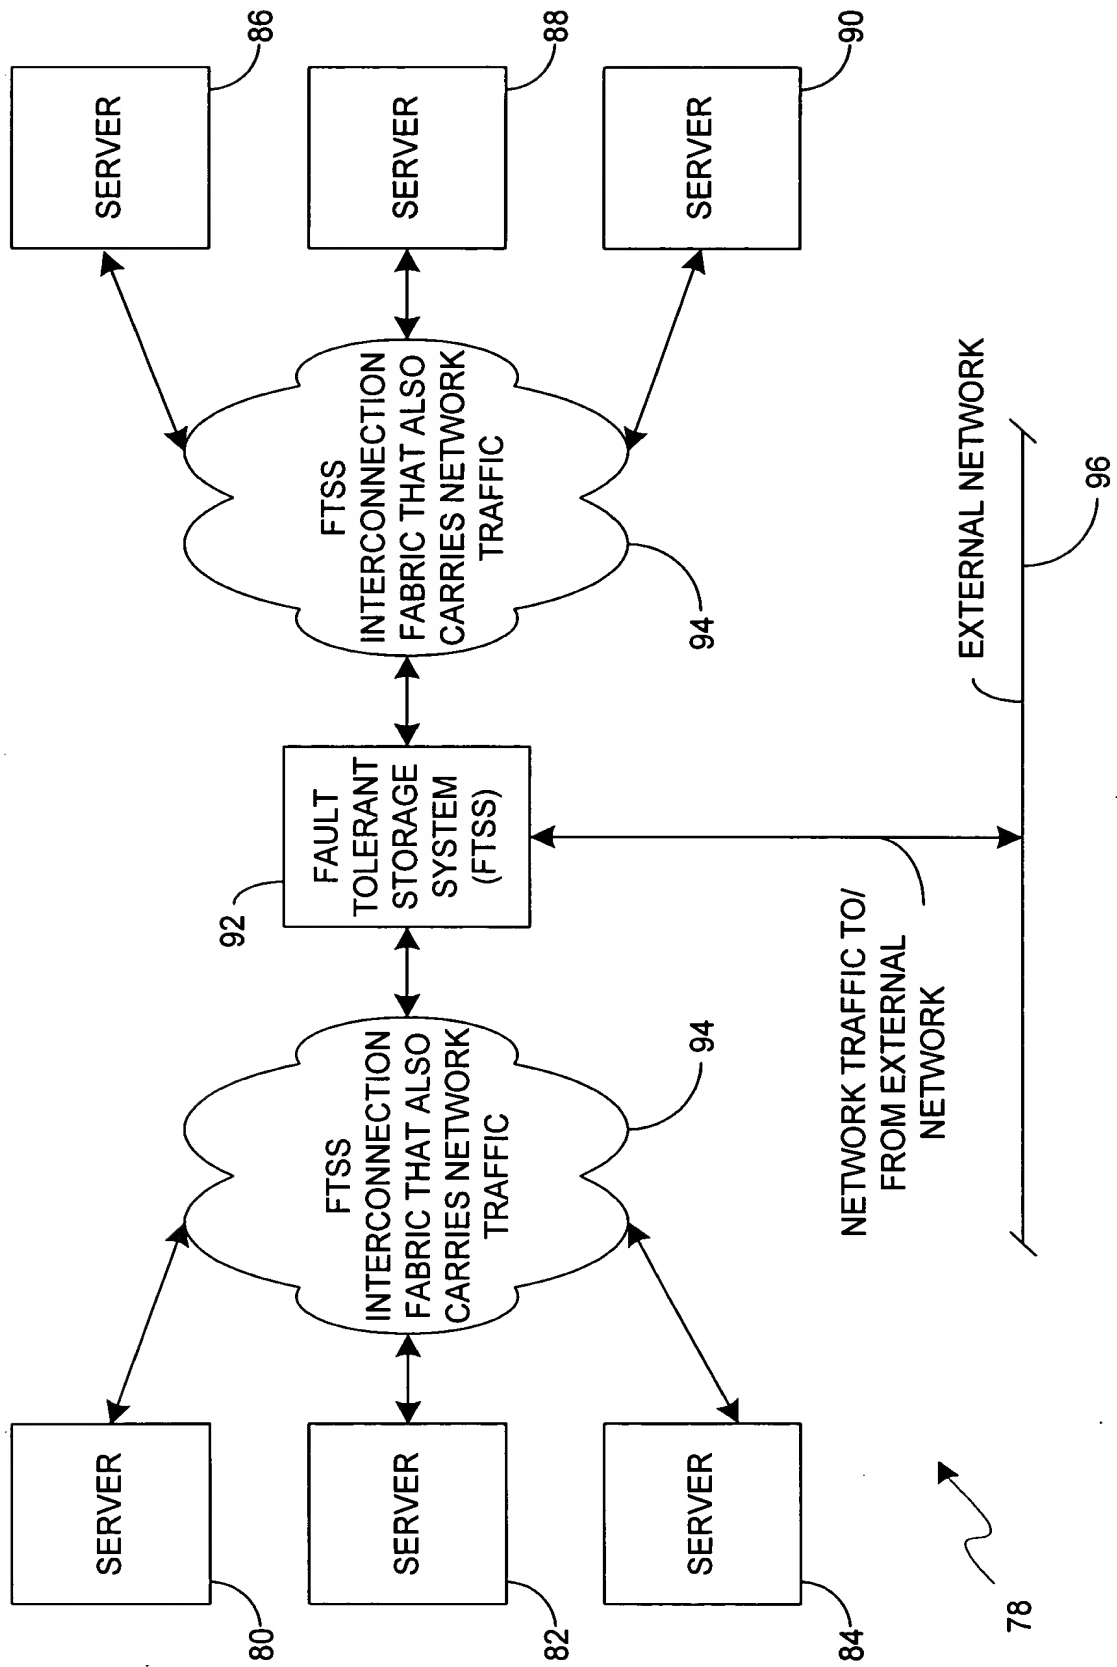 SERVER
80
SERVER
82
SERVER
84
FTSS
INTERCONNECTION
FABRIC THAT ALSO
CARRIES NETWORK
TRAFFIC
94
92
FAULT
TOLERANT
STORAGE
SYSTEM
(FTSS)
FTSS
INTERCONNECTION
FABRIC THAT ALSO
CARRIES NETWORK
TRAFFIC
94
SERVER
86
SERVER
88
SERVER
90
NETWORK TRAFFIC TO/
FROM EXTERNAL
NETWORK
EXTERNAL NETWORK
96
78